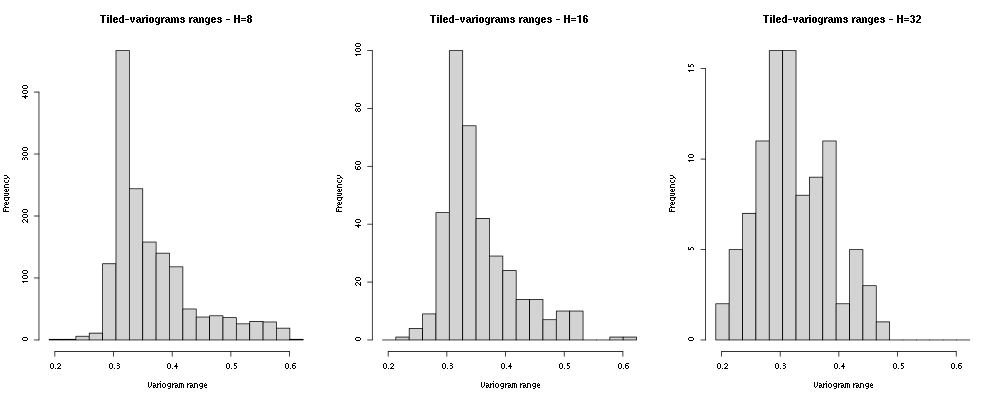 Tiled-variograms ranges - H=8
Frequency
0
100
200
300
400
0.2 0.3 0.4 0.5 0.6
Variogram range
Tiled-variograms ranges - H=16
Frequency
0
20
40
60
80
100
0.2 0.3 0.4 0.5 0.6
Variogram range
Tiled-variograms ranges - H=32
Frequency
0
5
10
15
0.2 0.3 0.4 0.5 0.6
Variogram range